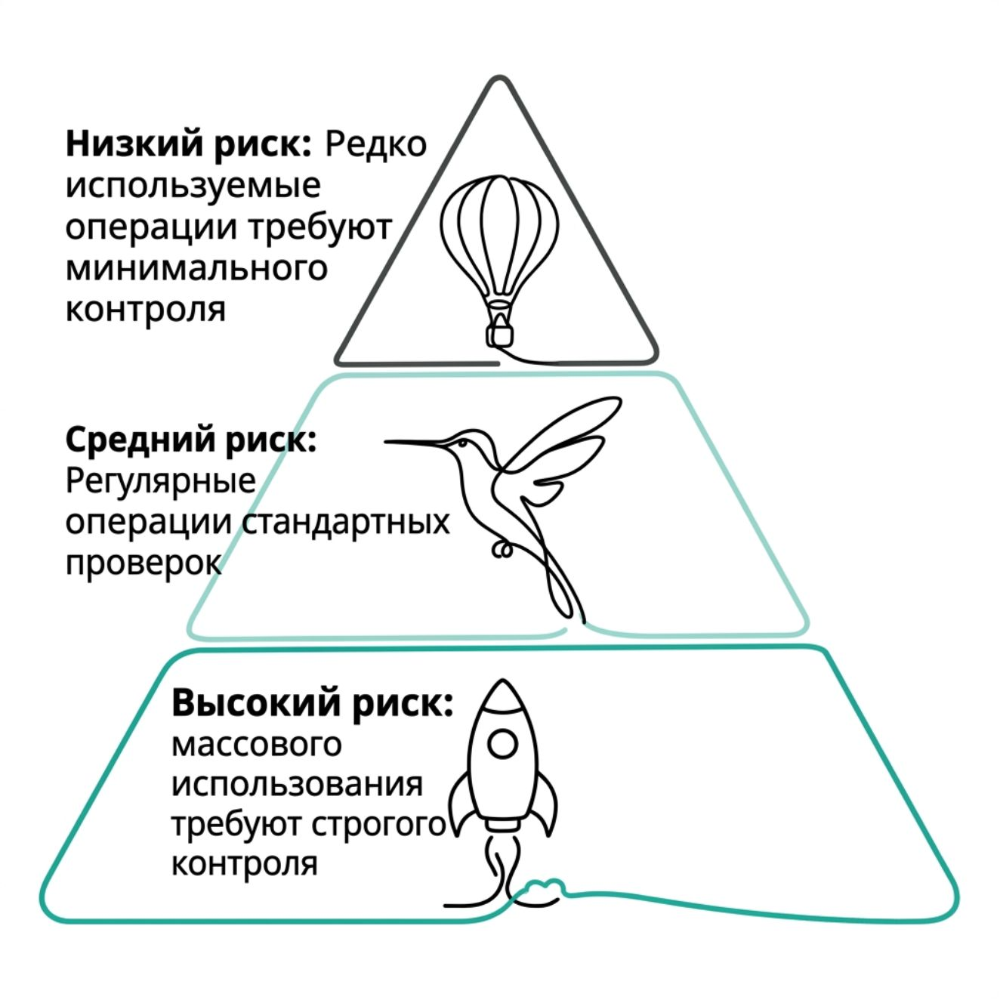 Низкий риск: Редко
используемые
операции требуют
минимального
контроля
Средний риск:
Регулярные
операции стандартных
проверок
Высокий риск:
массового
использования
требуют строгого
контроля